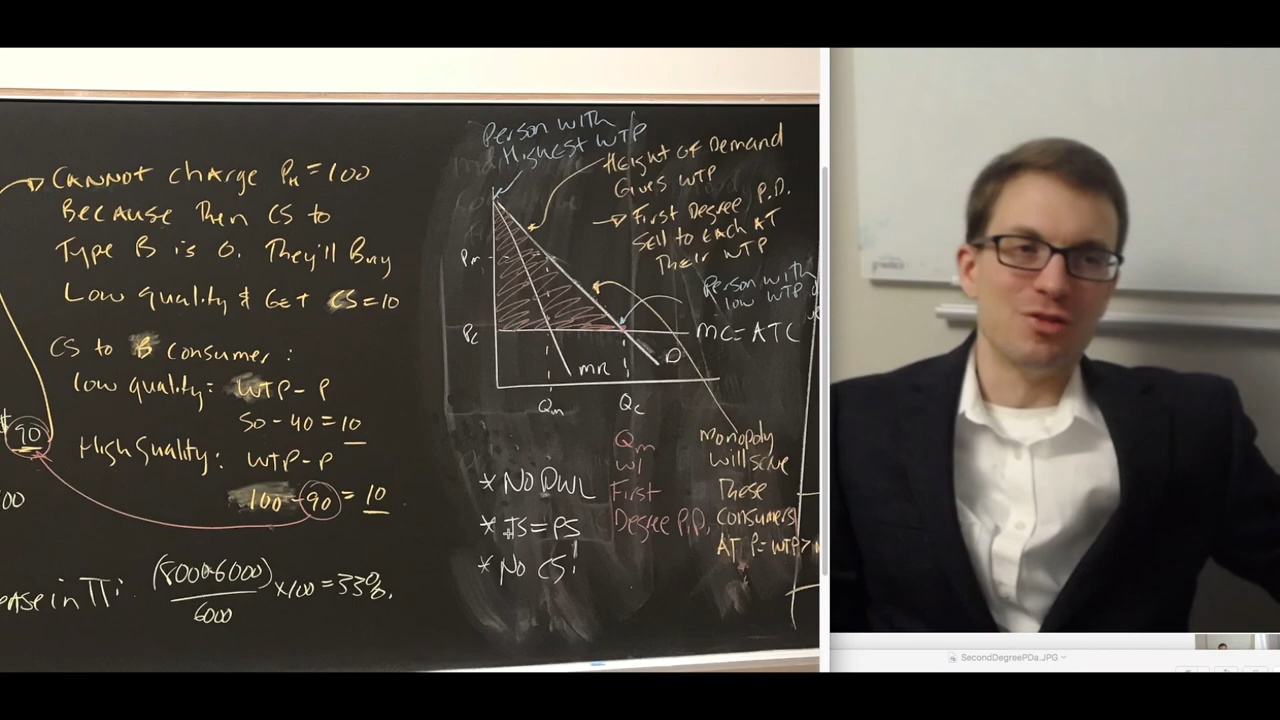 CANNOT CHARGE PH = 100
BECAUSE Then CS to
Type B is 0. They'll Buy
Low quality & GET CS = 10
CS to B Consumer:
Low quality: WTP - P
50 - 40 = 10
High Quality: WTP - P
100 - 90 = 10
90
00
ease in Π: (8000-6000)
6000
x100 = 33%.
Person with
Highest WTP
Height of Demand
Gives WTP
→ First Degree P.D.
Sell to EACH AT
Their WTP
Person with
low WTP
Pm
Pc
MC = ATC
MR
D
Qm
Qc
Qm
w/
First
Degree P.D.
Monopoly
Will serve
These
Consumers
AT P = WTP >
* NO DWL
* TS = PS
* No CS!
SecondDegreePDa.JPG